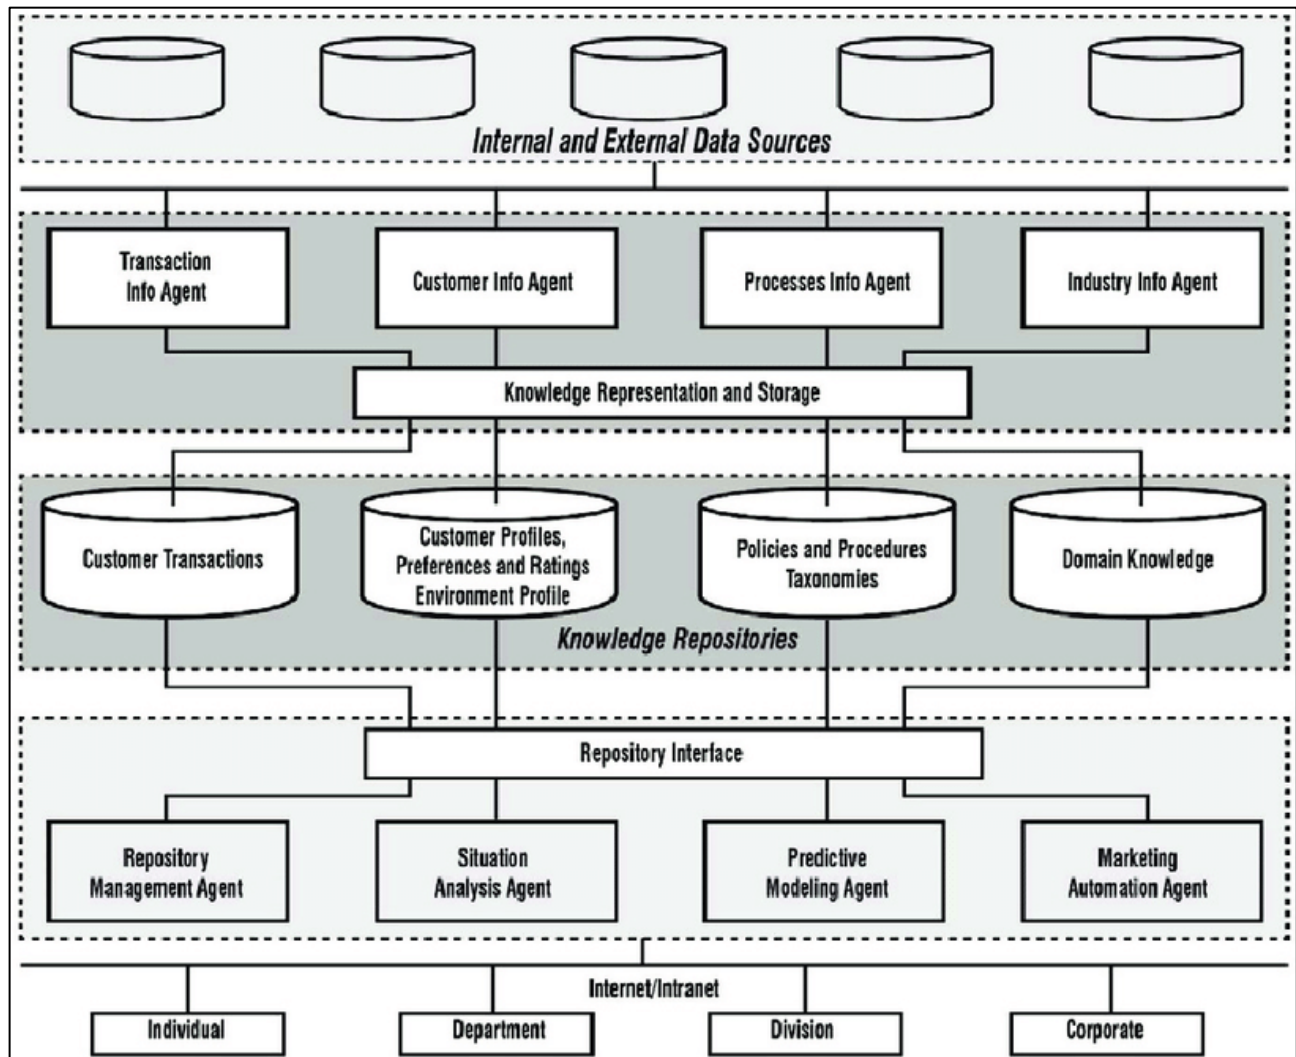 Internal and External Data Sources
Transaction
Info Agent
Customer Info Agent
Processes Info Agent
Industry Info Agent
Knowledge Representation and Storage
Customer Transactions
Customer Profiles,
Preferences and Ratings
Environment Profile
Policies and Procedures
Taxonomies
Domain Knowledge
Knowledge Repositories
Repository Interface
Repository
Management Agent
Situation
Analysis Agent
Predictive
Modeling Agent
Marketing
Automation Agent
Internet/Intranet
Individual
Department
Division
Corporate